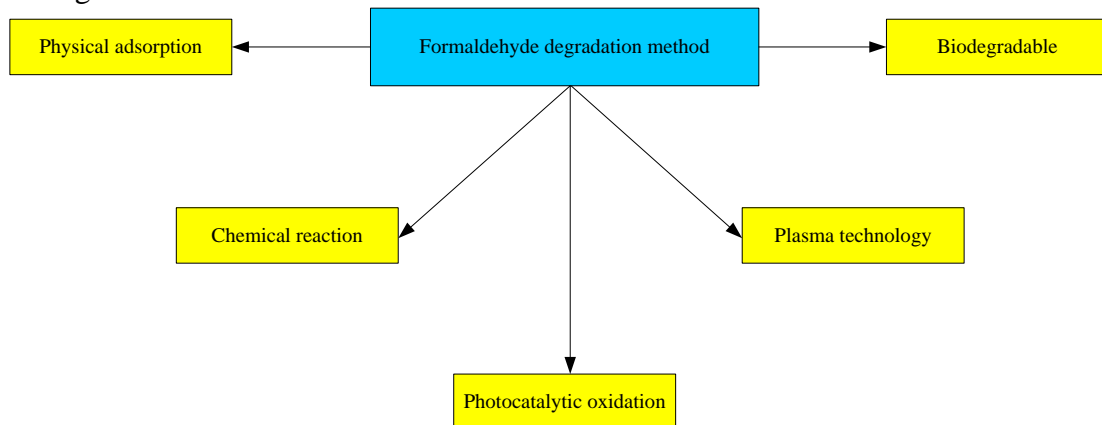 Physical adsorption
Formaldehyde degradation method
Biodegradable
Chemical reaction
Plasma technology
Photocatalytic oxidation